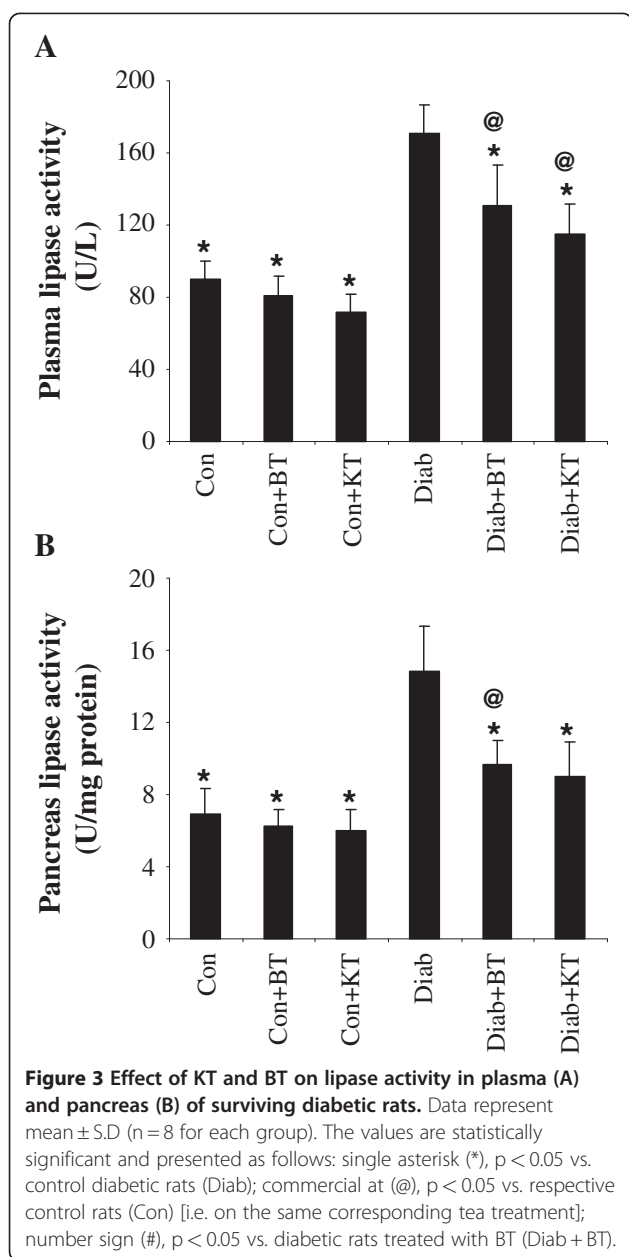 A
200
160
120
80
40
0
Plasma lipase activity
(U/L)
*
*
*
@
*
@
*
Con
Con+BT
Con+KT
Diab
Diab+BT
Diab+KT
B
20
16
12
8
4
0
Pancreas lipase activity
(U/mg protein)
*
*
*
@
*
*
Con
Con+BT
Con+KT
Diab
Diab+BT
Diab+KT
Figure 3 Effect of KT and BT on lipase activity in plasma (A)
and pancreas (B) of surviving diabetic rats. Data represent
mean ± S.D (n = 8 for each group). The values are statistically
significant and presented as follows: single asterisk (*), p < 0.05 vs.
control diabetic rats (Diab); commercial at (@), p < 0.05 vs. respective
control rats (Con) [i.e. on the same corresponding tea treatment];
number sign (#), p < 0.05 vs. diabetic rats treated with BT (Diab + BT).